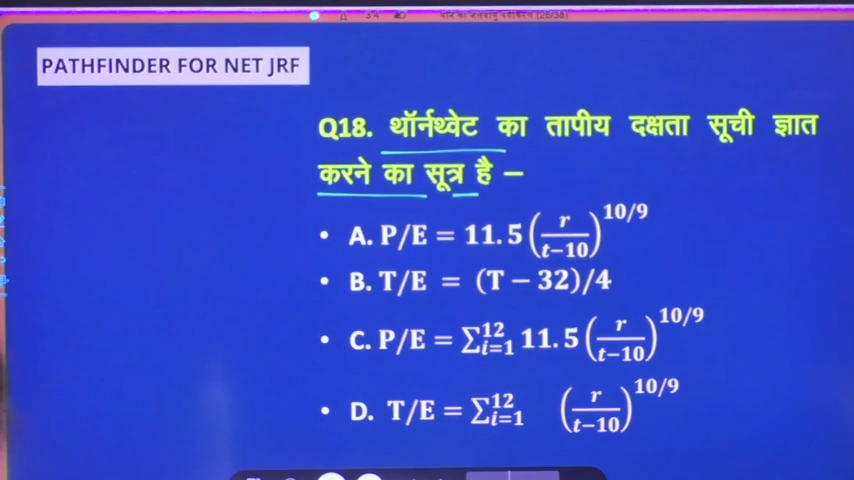 PATHFINDER FOR NET JRF
Q18. थॉर्नथ्वेट का तापीय दक्षता सूची ज्ञात
करने का सूत्र है –
• A. P/E = 11.5 (r/(t−10))^10/9
• B. T/E = (T − 32)/4
• C. P/E = ∑_{i=1}^{12} 11.5 (r/(t−10))^10/9
• D. T/E = ∑_{i=1}^{12} (r/(t−10))^10/9